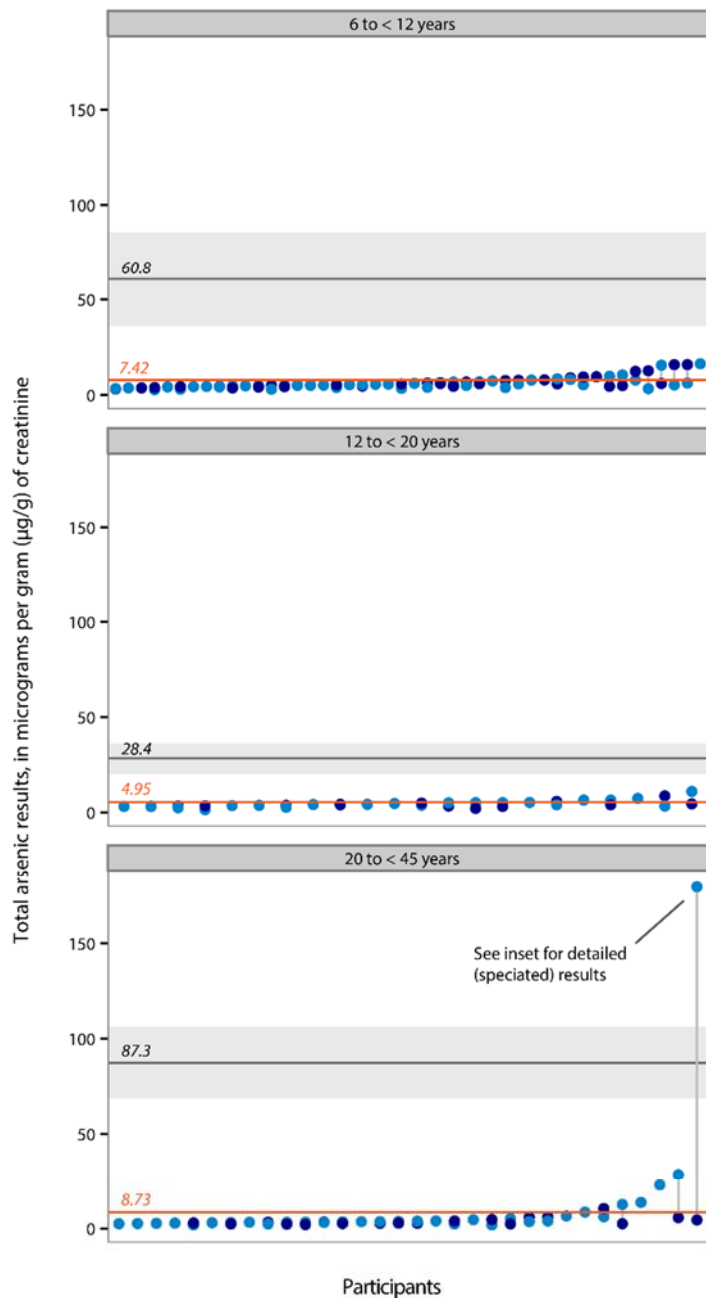 Total arsenic results, in micrograms per gram (µg/g) of creatinine
6 to < 12 years
150
100
60.8
50
7.42
0
12 to < 20 years
150
100
50
28.4
4.95
0
20 to < 45 years
150
See inset for detailed
(speciated) results
100
87.3
50
8.73
0
Participants